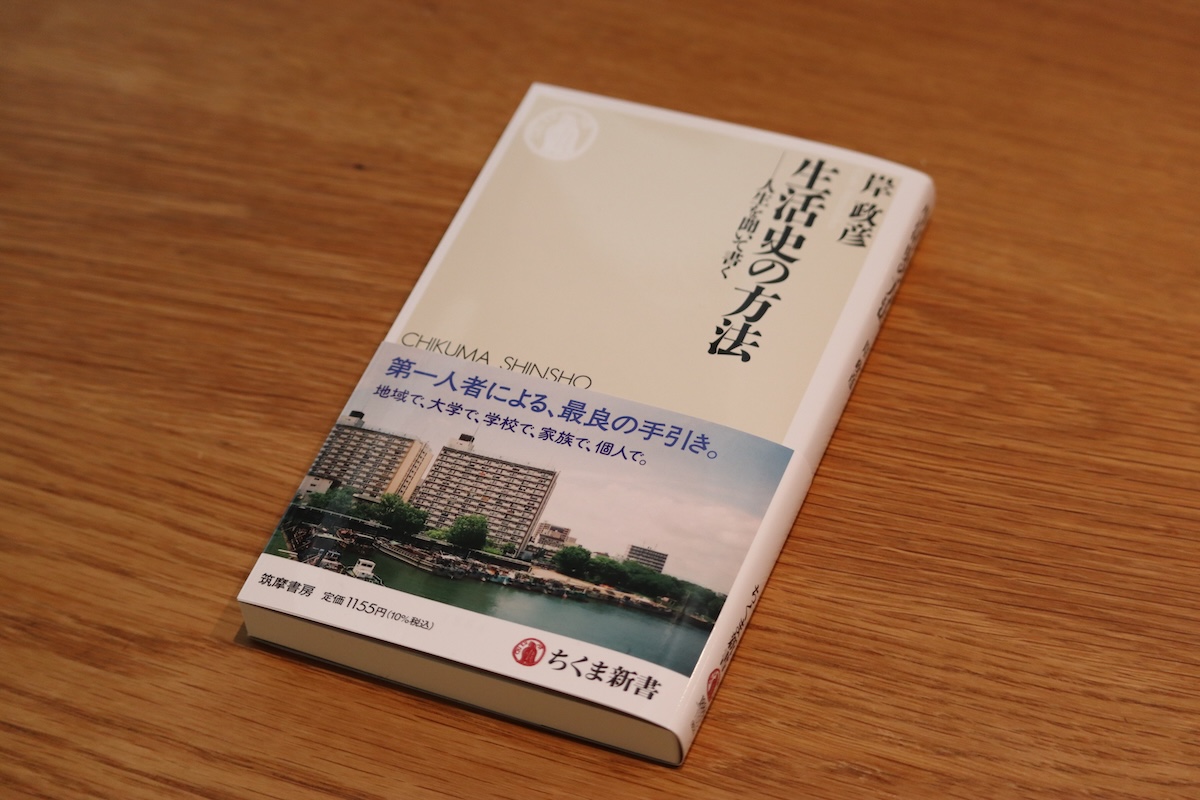 岸 政彦
生活史の方法
―人生を聞いて書く
CHIKUMA SHINSHO
第一人者による、最良の手引き。
地域で、大学で、学校で、家族で、個人で。
筑摩書房 定価1155円(10%税込)
ちくま新書